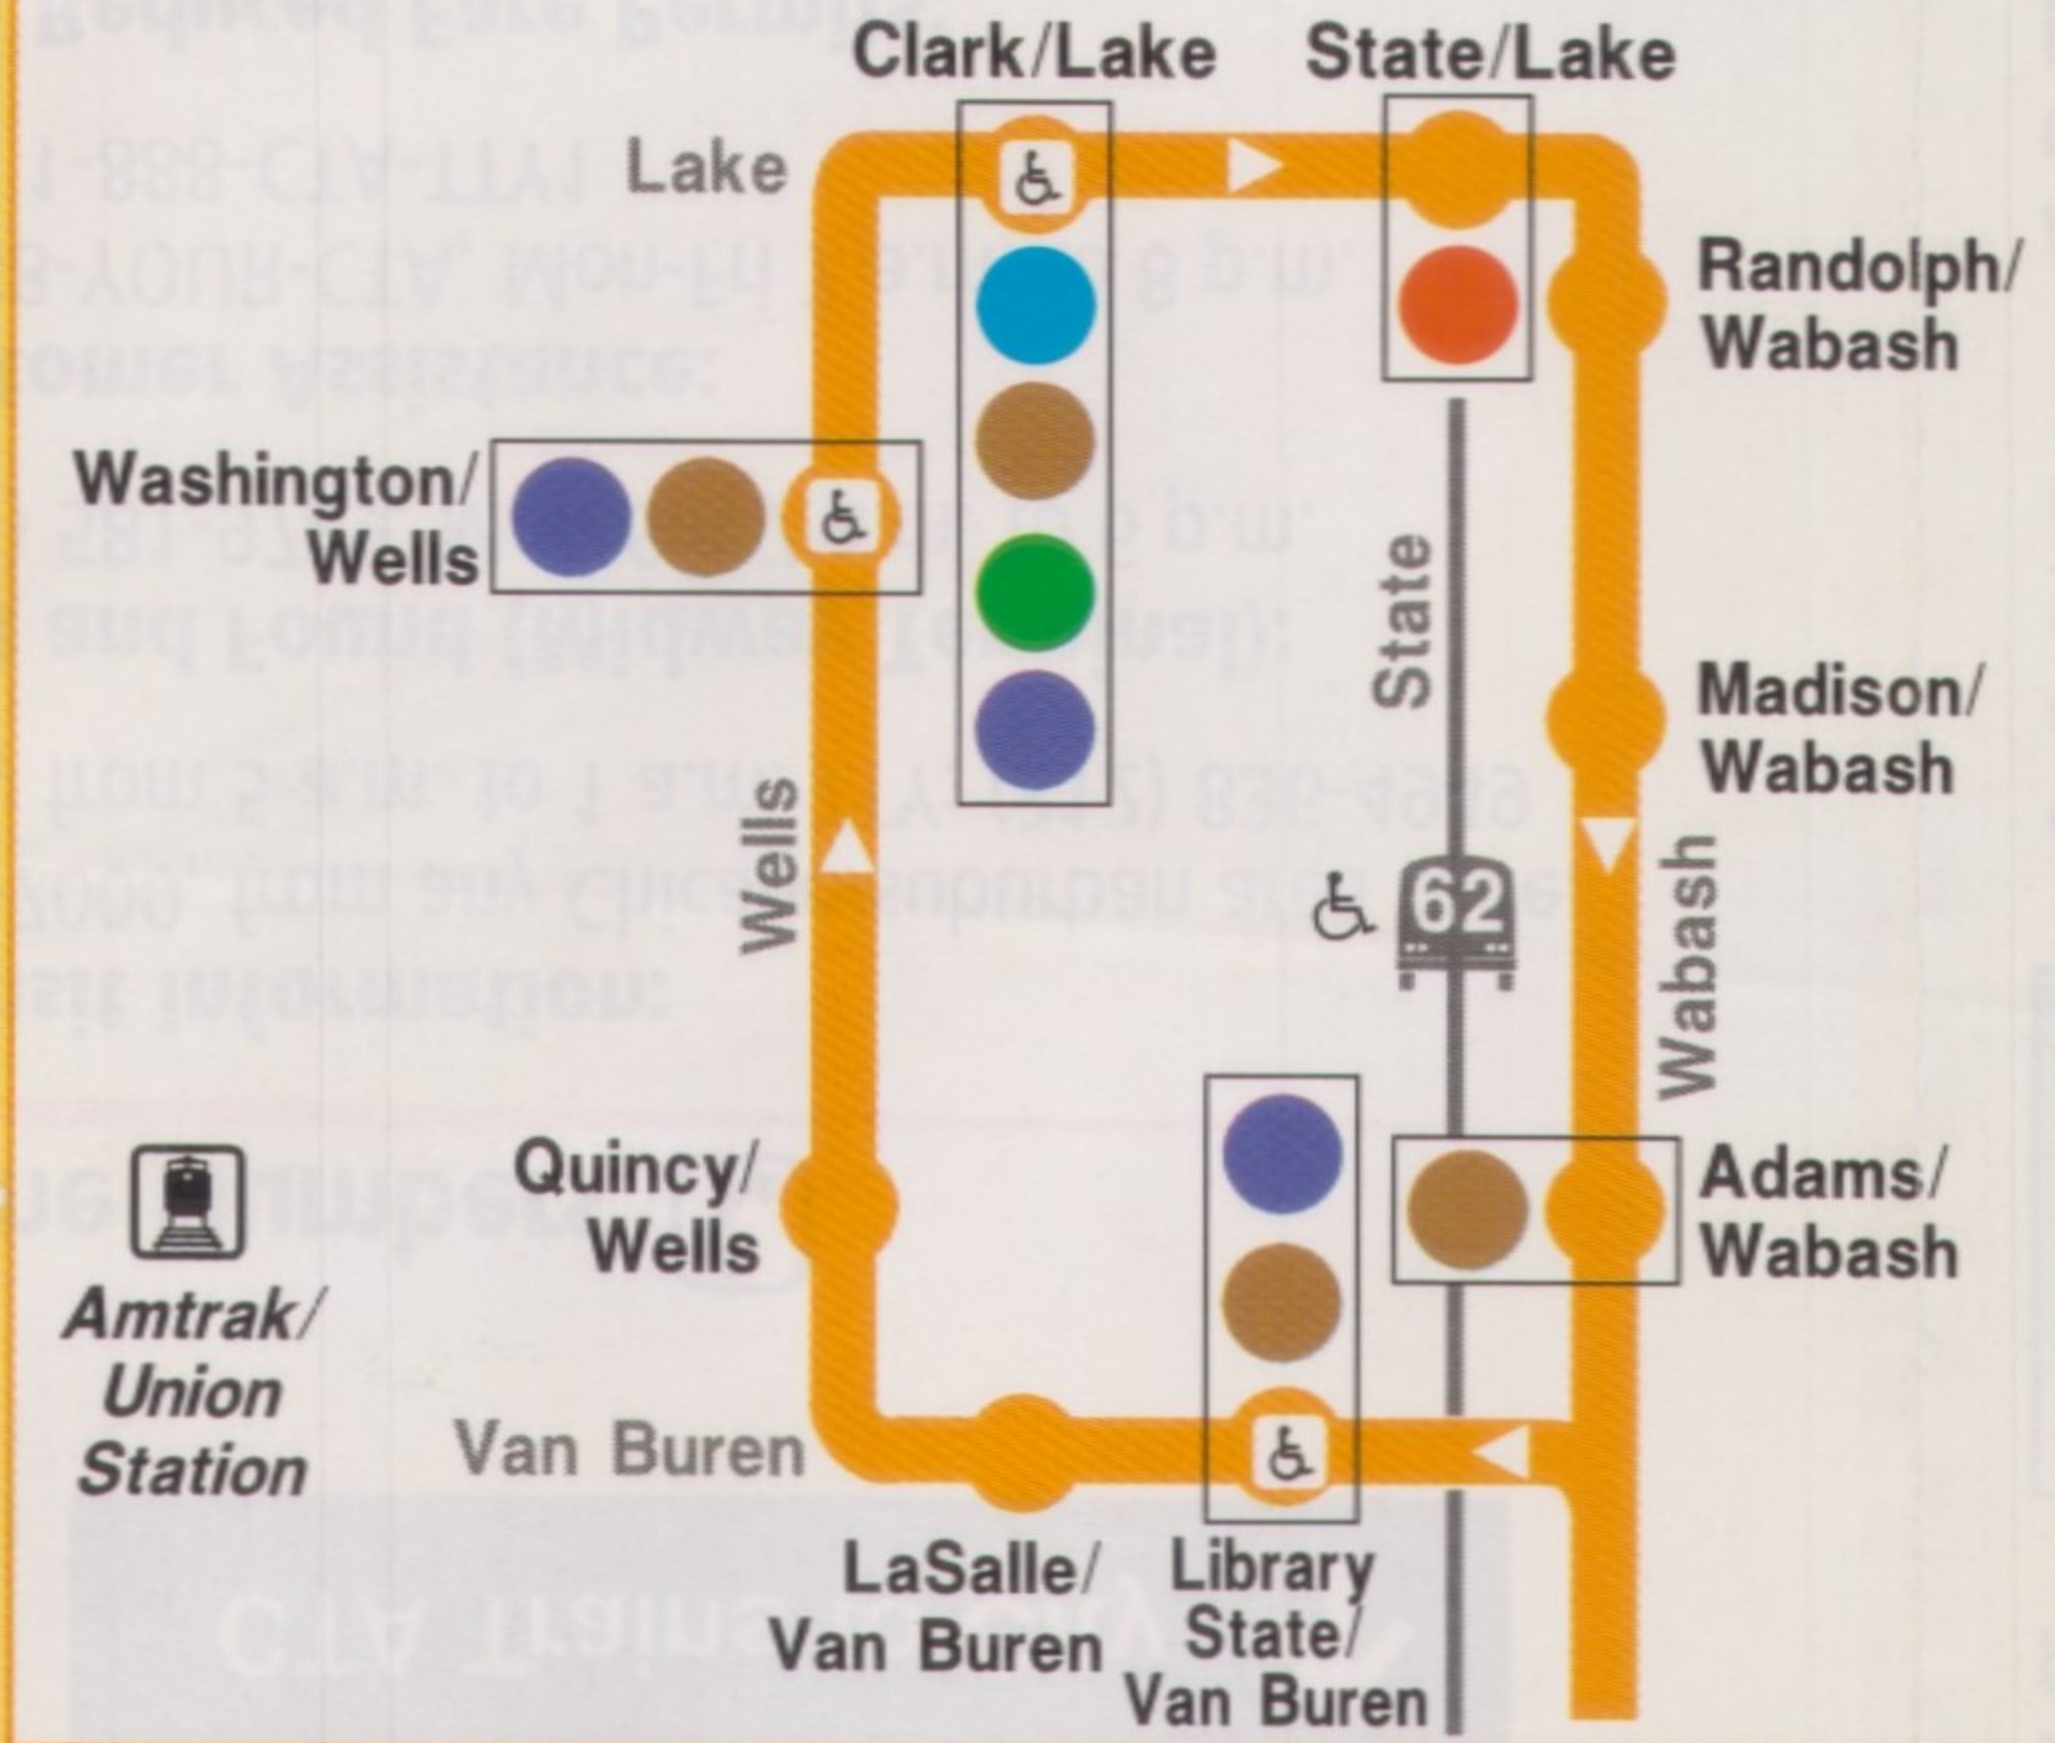 Clark/Lake
State/Lake
Lake
Randolph/
Wabash
Washington/
Wells
State
Madison/
Wabash
Wells
62
Wabash
Quincy/
Wells
Adams/
Wabash
Amtrak/
Union
Station
Van Buren
LaSalle/
Van Buren
Library
State/
Van Buren